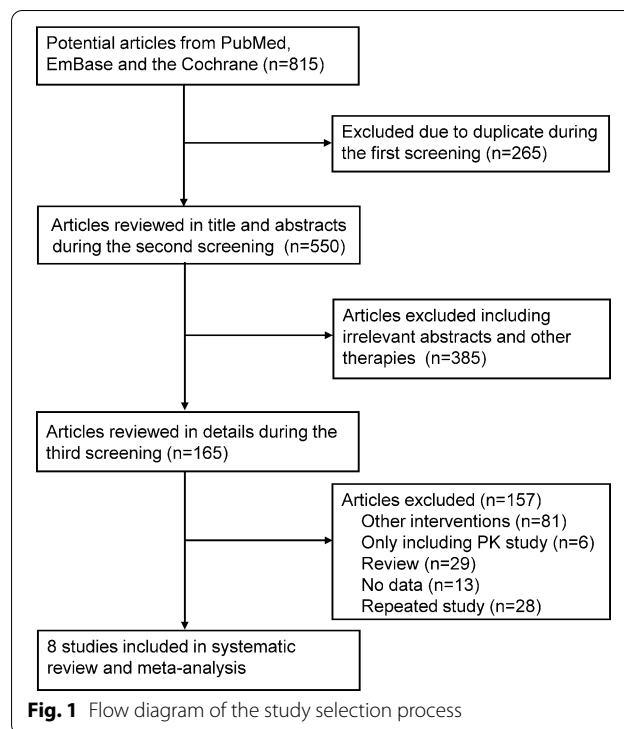 Potential articles from PubMed,
EmBase and the Cochrane (n=815)
Excluded due to duplicate during
the first screening (n=265)
Articles reviewed in title and abstracts
during the second screening (n=550)
Articles excluded including
irrelevant abstracts and other
therapies (n=385)
Articles reviewed in details during the
third screening (n=165)
Articles excluded (n=157)
Other interventions (n=81)
Only including PK study (n=6)
Review (n=29)
No data (n=13)
Repeated study (n=28)
8 studies included in systematic
review and meta-analysis
Fig. 1 Flow diagram of the study selection process